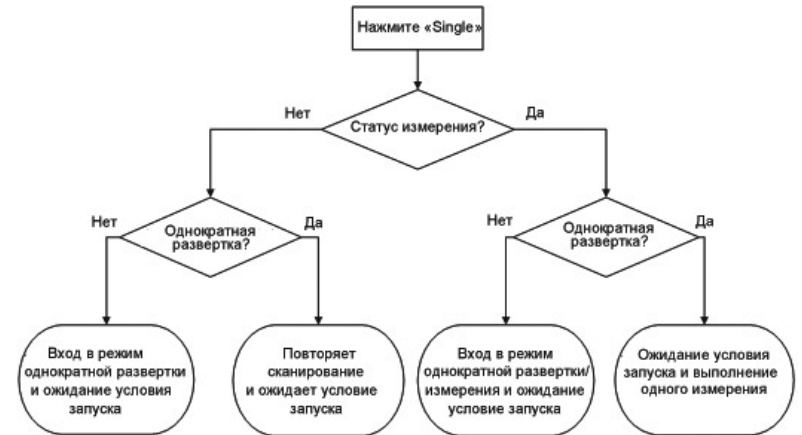 Нажмите «Single»
Статус измерения?
Нет
Да
Однократная
развертка?
Нет
Да
Однократная
развертка?
Нет
Да
Вход в режим
однократной развертки
и ожидание условия
запуска
Повторяет
сканирование
и ожидает условие
запуска
Вход в режим
однократной развертки/
измерения и ожидание
условие запуска
Ожидание условия
запуска и выполнение
одного измерения